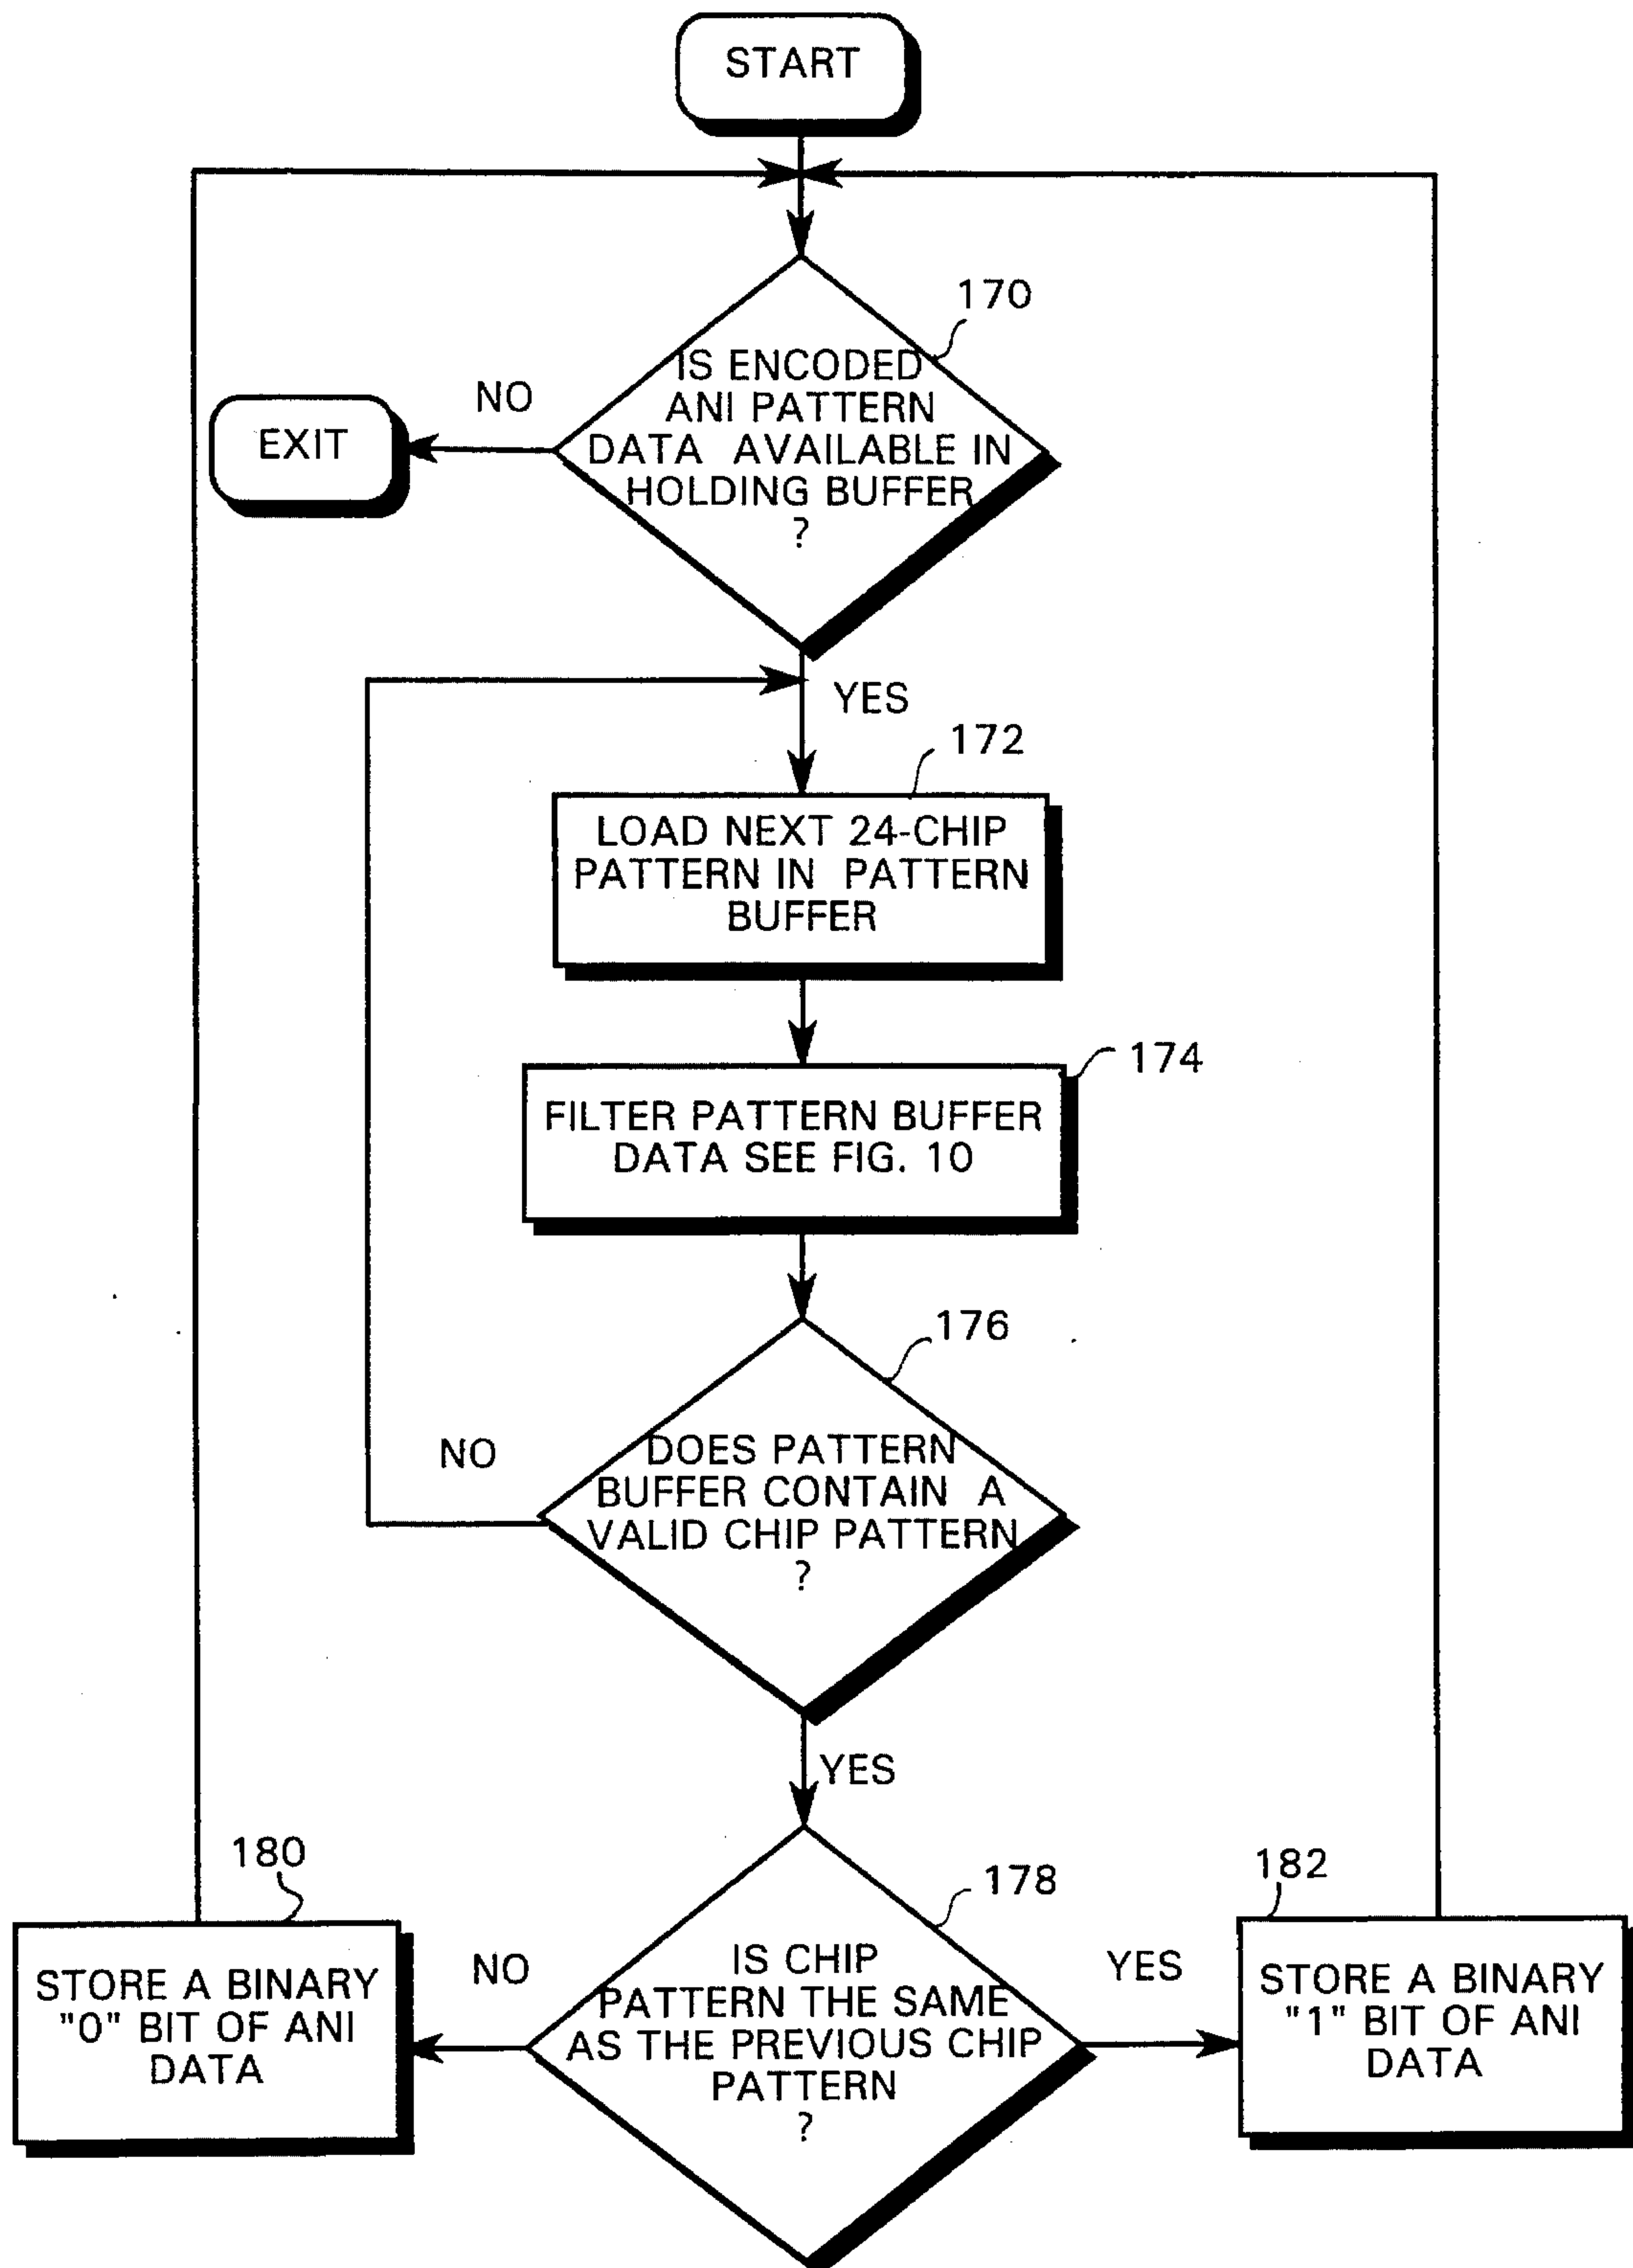 START
170
IS ENCODED
ANI PATTERN
DATA AVAILABLE IN
HOLDING BUFFER
?
NO
EXIT
YES
172
LOAD NEXT 24-CHIP
PATTERN IN PATTERN
BUFFER
174
FILTER PATTERN BUFFER
DATA SEE FIG. 10
176
DOES PATTERN
BUFFER CONTAIN A
VALID CHIP PATTERN
?
NO
YES
178
IS CHIP
PATTERN THE SAME
AS THE PREVIOUS CHIP
PATTERN
?
NO
180
STORE A BINARY
"0" BIT OF ANI
DATA
YES
182
STORE A BINARY
"1" BIT OF ANI
DATA